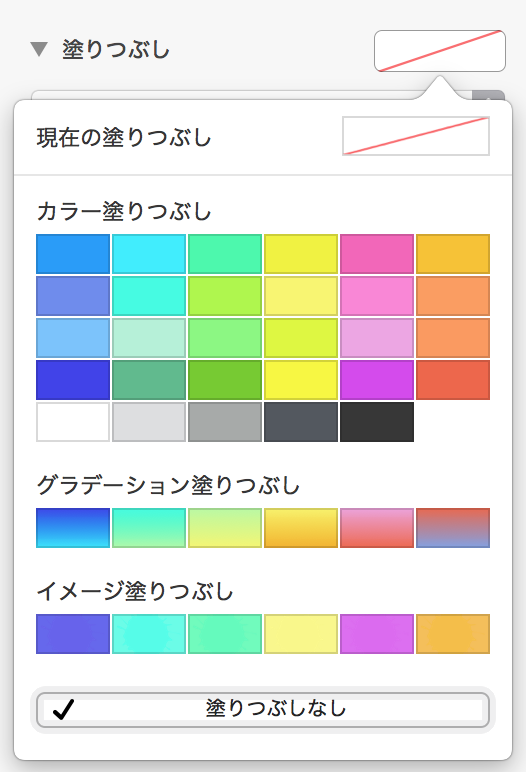 塗りつぶし
現在の塗りつぶし
カラー塗りつぶし
グラデーション塗りつぶし
イメージ塗りつぶし
塗りつぶしなし